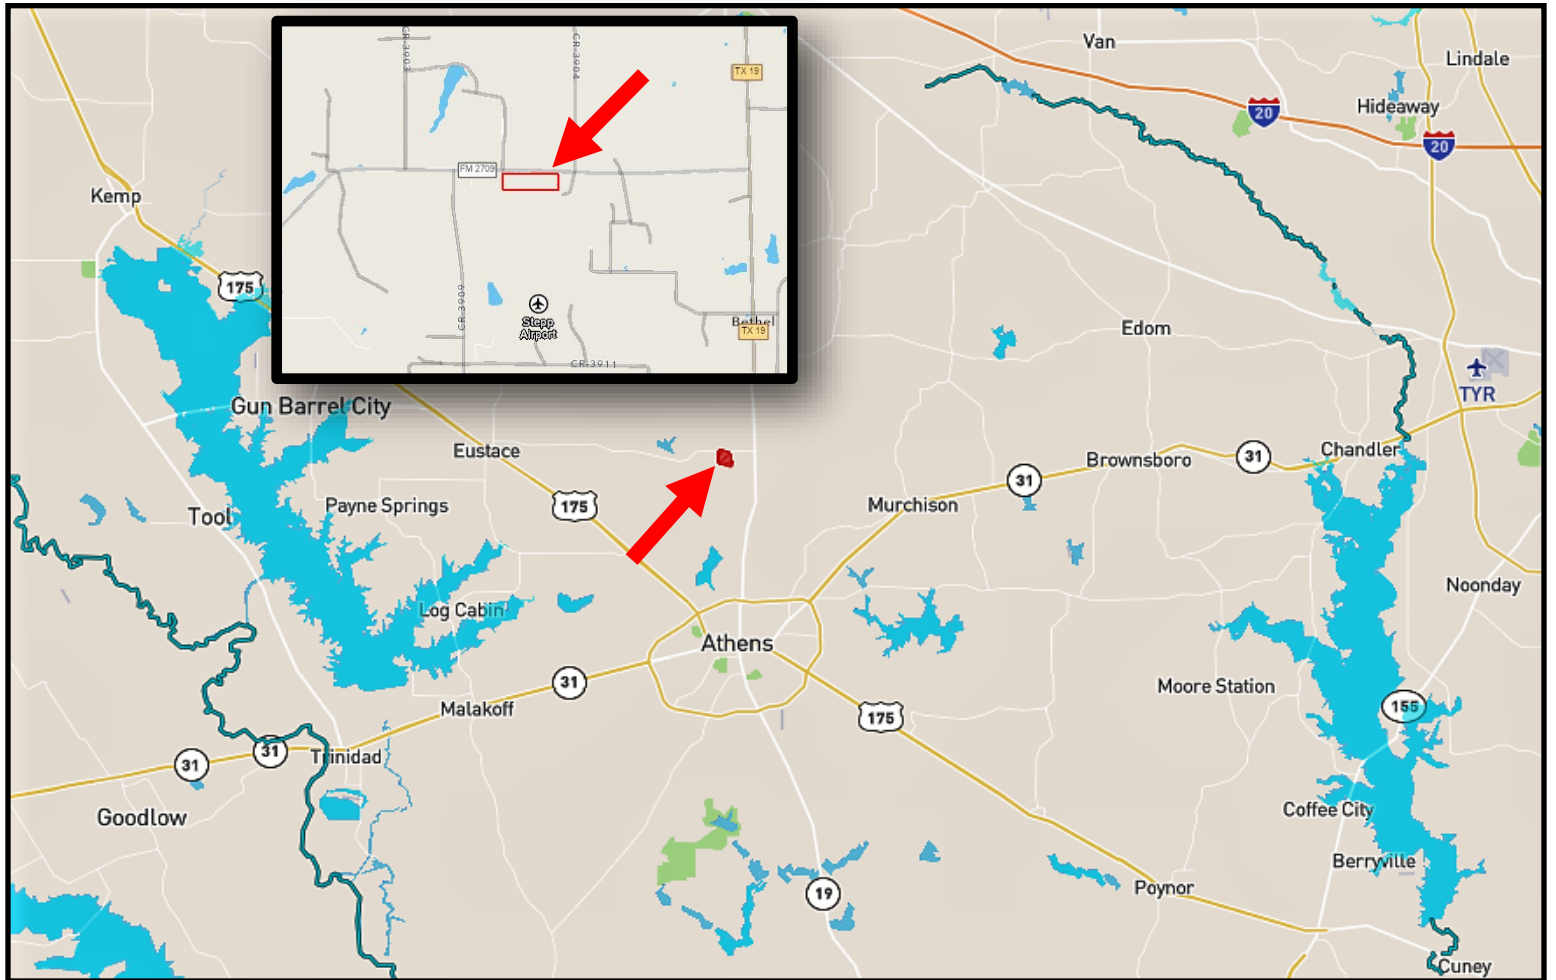 Van
Lindale
CR 3903
CR 3904
TX 19
20
Hideaway
20
FM 2709
Kemp
175
CR 3909
Stepp
Airport
Bethel
TX 19
CR 3911
Edom
TYR
Gun Barrel City
Eustace
Brownsboro
31
Chandler
31
Payne Springs
175
Murchison
Tool
Noonday
Log Cabin
Athens
31
Moore Station
Malakoff
175
155
31
31
Trinidad
Goodlow
Coffee City
Berryville
19
Poynor
Cuney